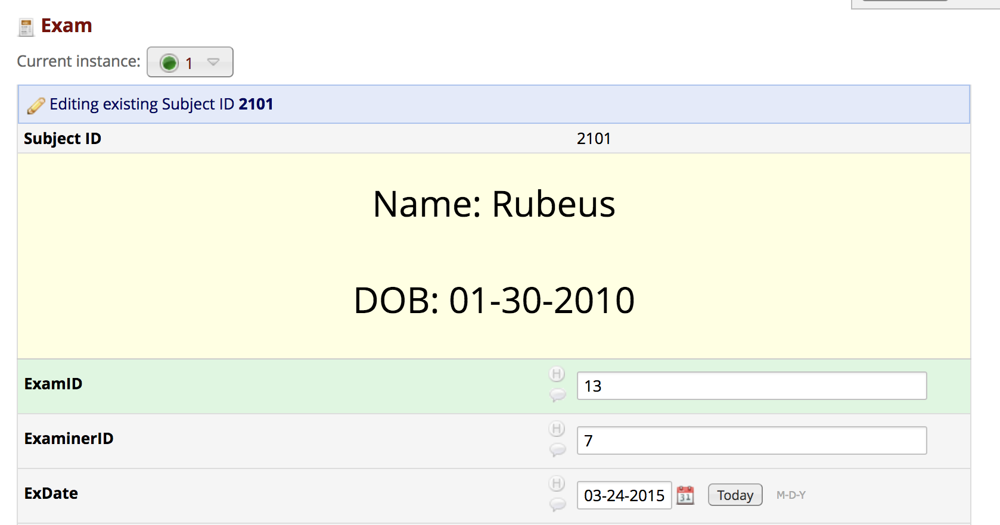 Exam
Current instance: 1
Editing existing Subject ID 2101
Subject ID 2101
Name: Rubeus
DOB: 01-30-2010
ExamID H 13
ExaminerID H 7
ExDate H 03-24-2015 31 Today M-D-Y